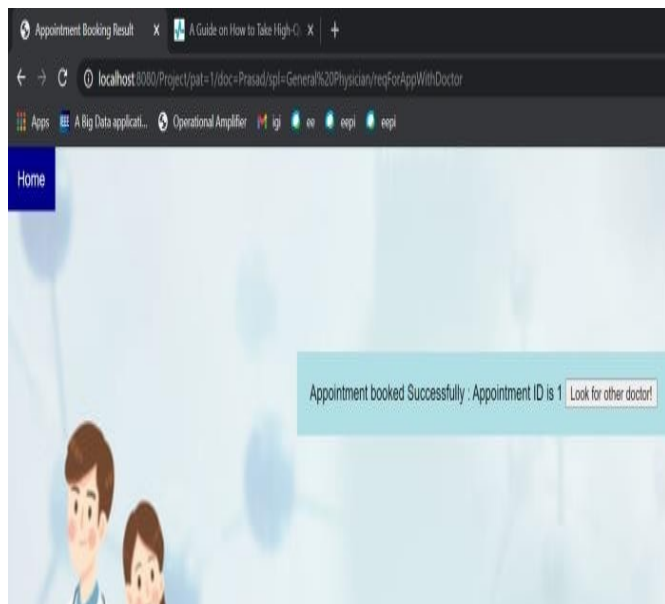 Appointment Booking Result
A Guide on How to Take High-Q
localhost:8080/Project/pat=1/doc=Prasad/spl=General%20Physician/reqForAppWithDoctor
Apps A Big Data applicati... Operational Amplifier igi ee eepi eepi
Home
Appointment booked Successfully : Appointment ID is 1 Look for other doctor!